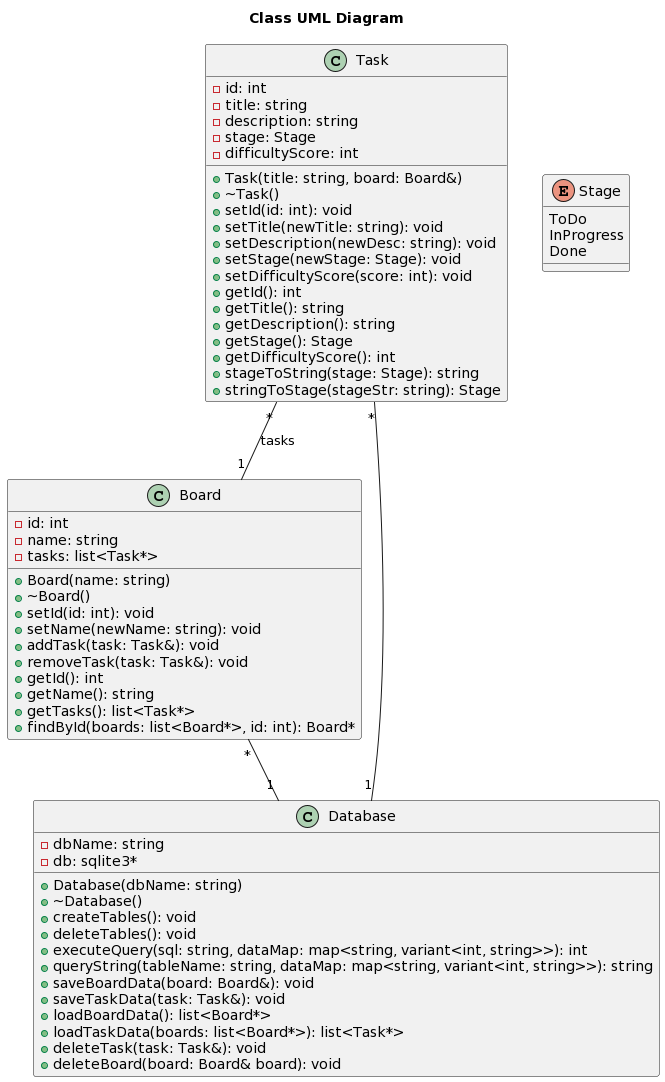 Class UML Diagram
C Task
id: int
title: string
description: string
stage: Stage
difficultyScore: int
Task(title: string, board: Board&)
~Task()
setId(id: int): void
setTitle(newTitle: string): void
setDescription(newDesc: string): void
setStage(newStage: Stage): void
setDifficultyScore(score: int): void
getId(): int
getTitle(): string
getDescription(): string
getStage(): Stage
getDifficultyScore(): int
stageToString(stage: Stage): string
stringToStage(stageStr: string): Stage
E Stage
ToDo
InProgress
Done
* *
tasks
1
C Board
id: int
name: string
tasks: list<Task*>
Board(name: string)
~Board()
setId(id: int): void
setName(newName: string): void
addTask(task: Task&): void
removeTask(task: Task&): void
getId(): int
getName(): string
getTasks(): list<Task*>
findById(boards: list<Board*>, id: int): Board*
*
1 1
C Database
dbName: string
db: sqlite3*
Database(dbName: string)
~Database()
createTables(): void
deleteTables(): void
executeQuery(sql: string, dataMap: map<string, variant<int, string>>): int
queryString(tableName: string, dataMap: map<string, variant<int, string>>): string
saveBoardData(board: Board&): void
saveTaskData(task: Task&): void
loadBoardData(): list<Board*>
loadTaskData(boards: list<Board*>): list<Task*>
deleteTask(task: Task&): void
deleteBoard(board: Board& board): void